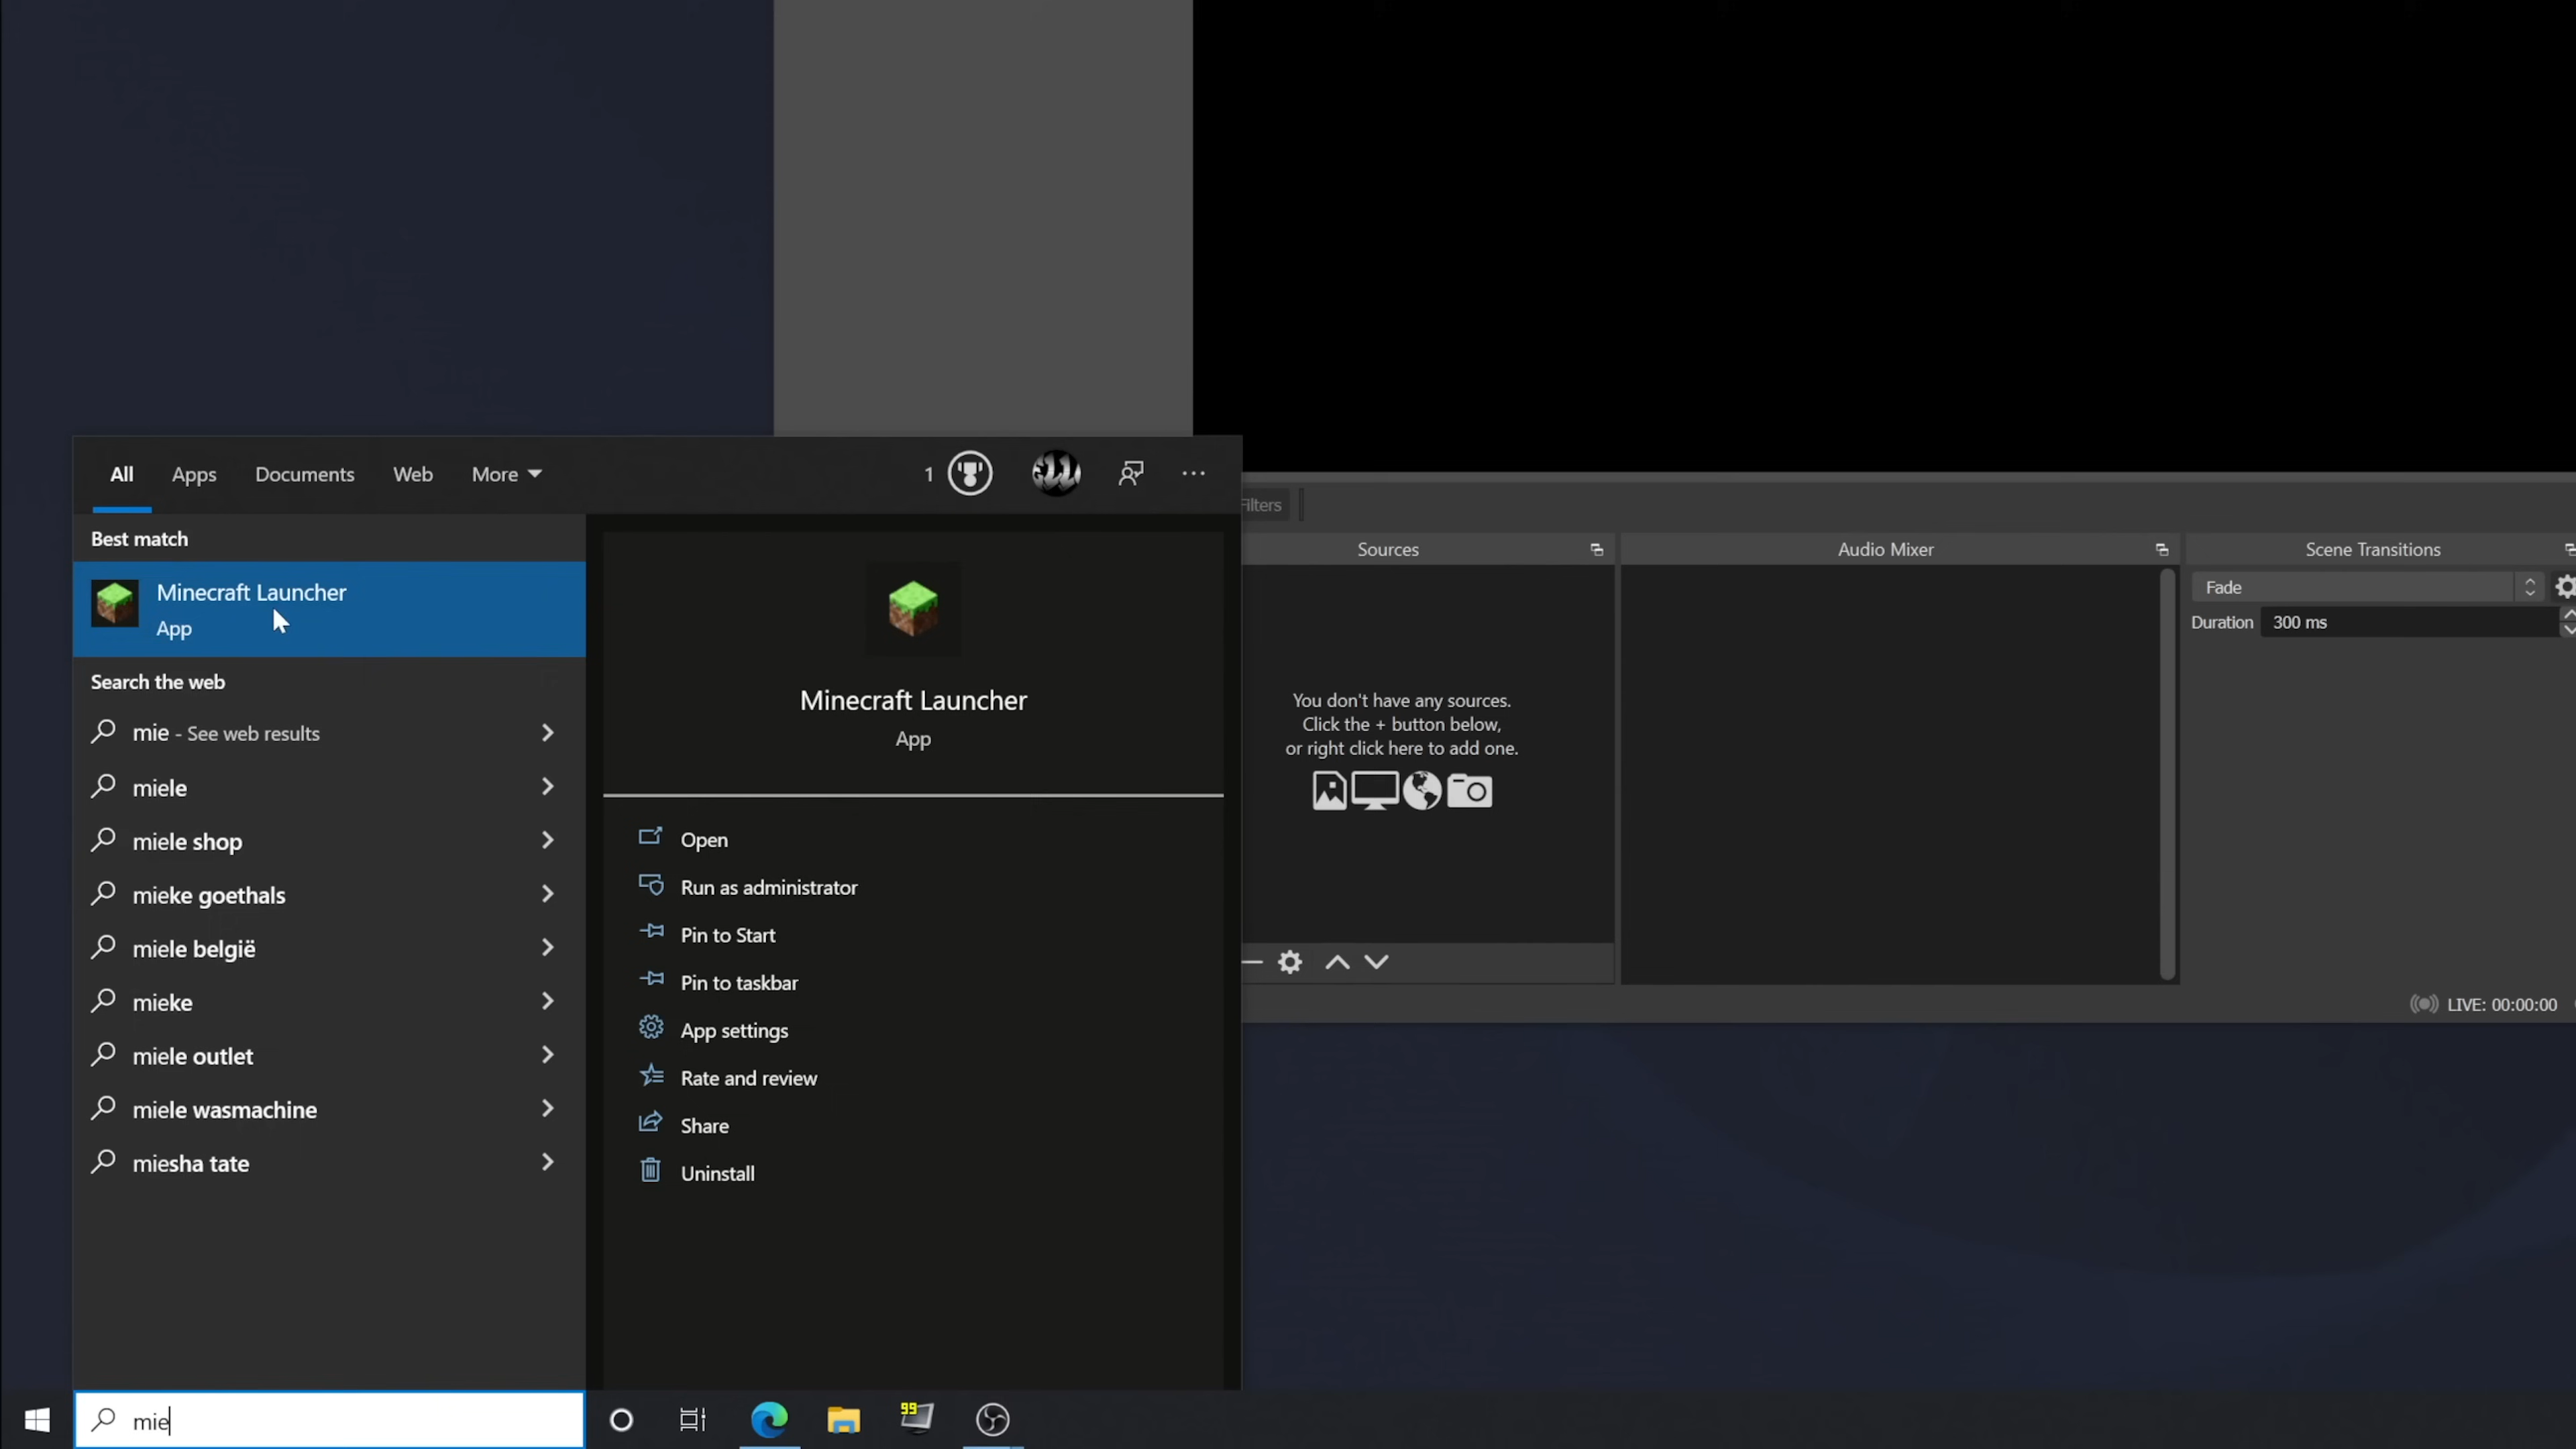 All Apps Documents Web More 1
Best match
Minecraft Launcher
App
Search the web
mie - See web results
miele
miele shop
mieke goethals
miele belgië
mieke
miele outlet
miele wasmachine
miesha tate
Minecraft Launcher
App
Open
Run as administrator
Pin to Start
Pin to taskbar
App settings
Rate and review
Share
Uninstall
Filters
Sources
You don't have any sources.
Click the + button below,
or right click here to add one.
Audio Mixer
Scene Transitions
Fade
Duration 300 ms
LIVE: 00:00:00
mie
99